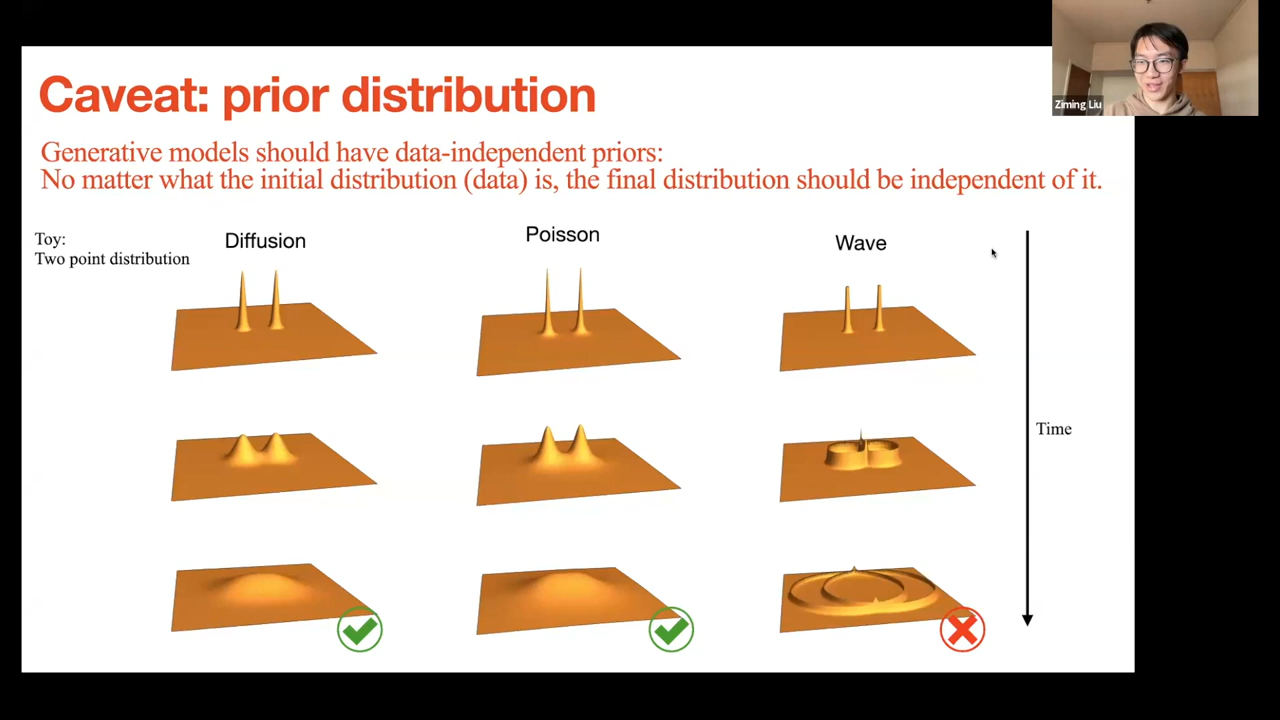 Caveat: prior distribution
Ziming Liu
Generative models should have data-independent priors:
No matter what the initial distribution (data) is, the final distribution should be independent of it.
Toy:
Two point distribution
Diffusion
Poisson
Wave
Time